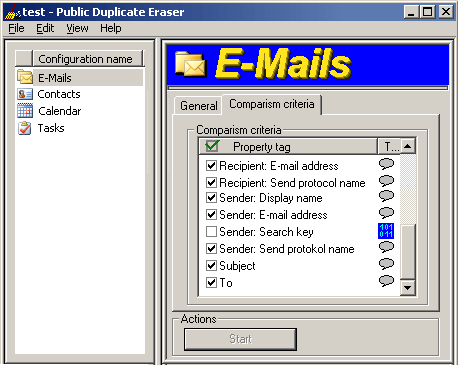 test - Public Duplicate Eraser
File Edit View Help
Configuration name
E-Mails
Contacts
Calendar
Tasks
E-Mails
General Comparism criteria
Comparism criteria
Property tag T...
Recipient: E-mail address
Recipient: Send protocol name
Sender: Display name
Sender: E-mail address
Sender: Search key 101 011
Sender: Send protokol name
Subject
To
Actions
Start